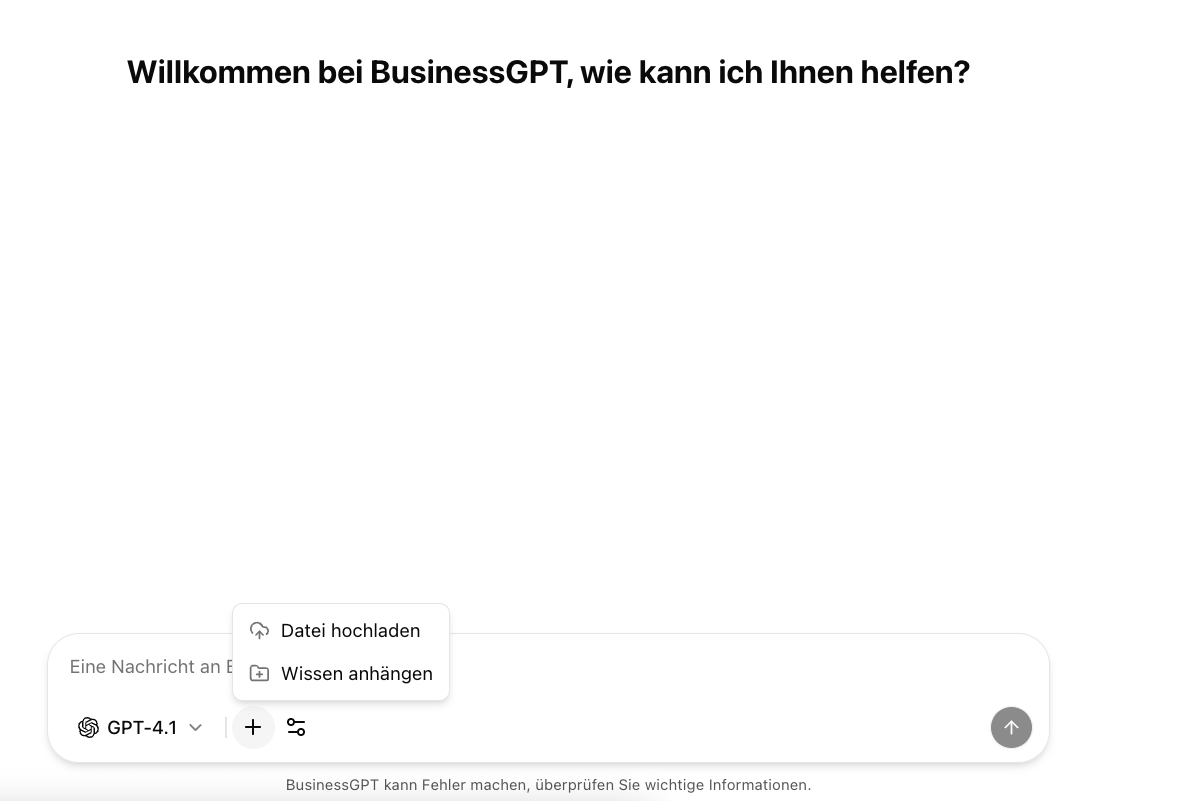 Willkommen bei BusinessGPT, wie kann ich Ihnen helfen?
Datei hochladen
Eine Nachricht an
Wissen anhängen
GPT-4.1
BusinessGPT kann Fehler machen, überprüfen Sie wichtige Informationen.